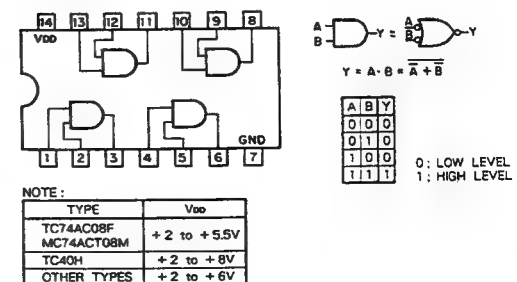 14 13 12 11 10 9 8
VDD
GND
1 2 3 4 5 6 7
A
B
Y = A B Y
Y = A · B = A̅ + B̅
A B Y
0 0 0
0 1 0
1 0 0
1 1 1
0 ; LOW LEVEL
1 ; HIGH LEVEL
NOTE :
TYPE VDD
TC74AC08F
MC74ACT08M
+2 to +5.5V
TC40H +2 to +8V
OTHER TYPES +2 to +6V